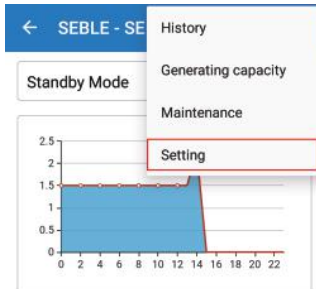 ← SEBLE - SE
History
Generating capacity
Maintenance
Setting
Standby Mode
2.5
2
1.5
1
0.5
0
0 2 4 6 8 10 12 14 16 18 20 22